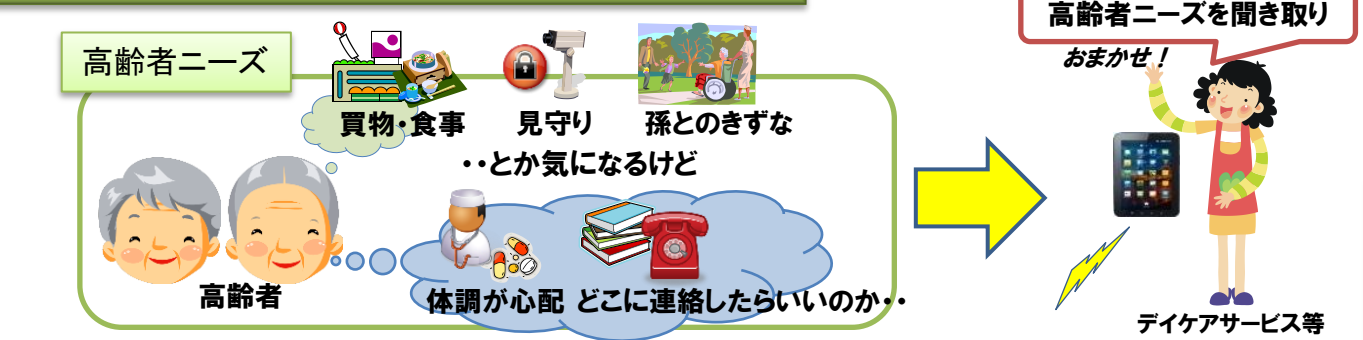 高齢者ニーズ
買物・食事
見守り
孫とのきずな
・・とか気になるけど
高齢者
体調が心配
どこに連絡したらいいのか・・
高齢者ニーズを聞き取り
おまかせ!
デイケアサービス等